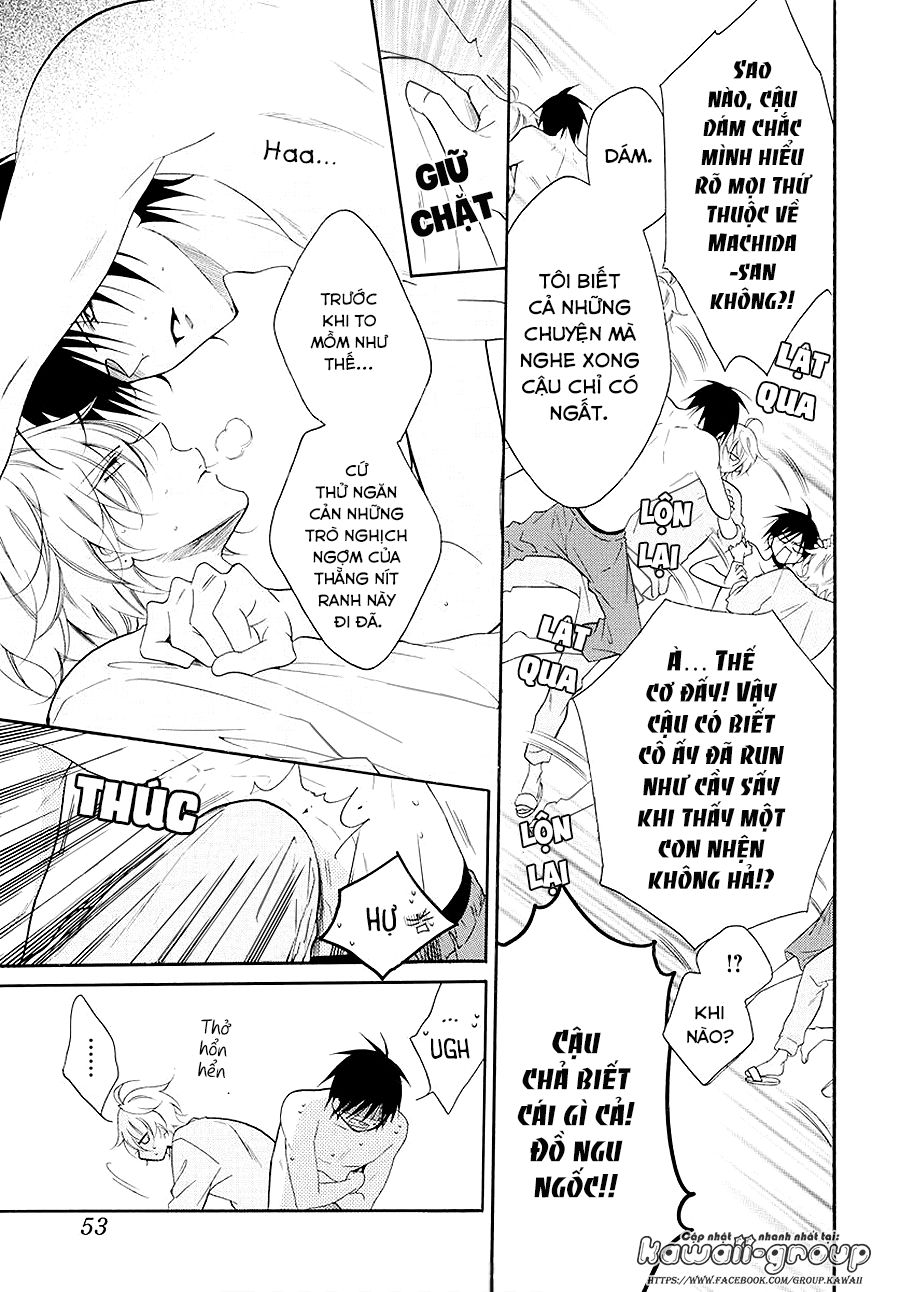 SAO
NÀO, CẬU
DÁM CHẮC
MÌNH HIỂU
RÕ MỌI THỨ
THUỘC VỀ
MACHIDA
-SAN
KHÔNG?!
DÁM.
TÔI BIẾT
CẢ NHỮNG
CHUYỆN MÀ
NGHE XONG
CẬU CHỈ CÓ
NGẤT.
LẬT
QUA
LỘN
LẠI
LẬT
QUA
LỘN
LẠI
À... THẾ
CƠ ĐẤY! VẬY
CẬU CÓ BIẾT
CÔ ẤY ĐÃ RUN
NHƯ CẦY SẤY
KHI THẤY MỘT
CON NHỆN
KHÔNG HẢ!?
!?
KHI
NÀO?
CẬU
CHẢ BIẾT
CÁI GÌ CẢ!
ĐỒ NGU
NGỐC!!
GIỮ
CHẶT
Haa...
TRƯỚC
KHI TO
MỒM NHƯ
THẾ...
CỨ
THỬ NGĂN
CẢN NHỮNG
TRÒ NGHỊCH
NGỢM CỦA
THẰNG NÍT
RANH NÀY
ĐI ĐÃ.
THÚC
HỰ
...
UGH
Thở
hổn
hển
......
53
Cập nhật nhanh nhất tại:
kawaii-group
HTTPS://WWW.FACEBOOK.COM/GROUP.KAWAII